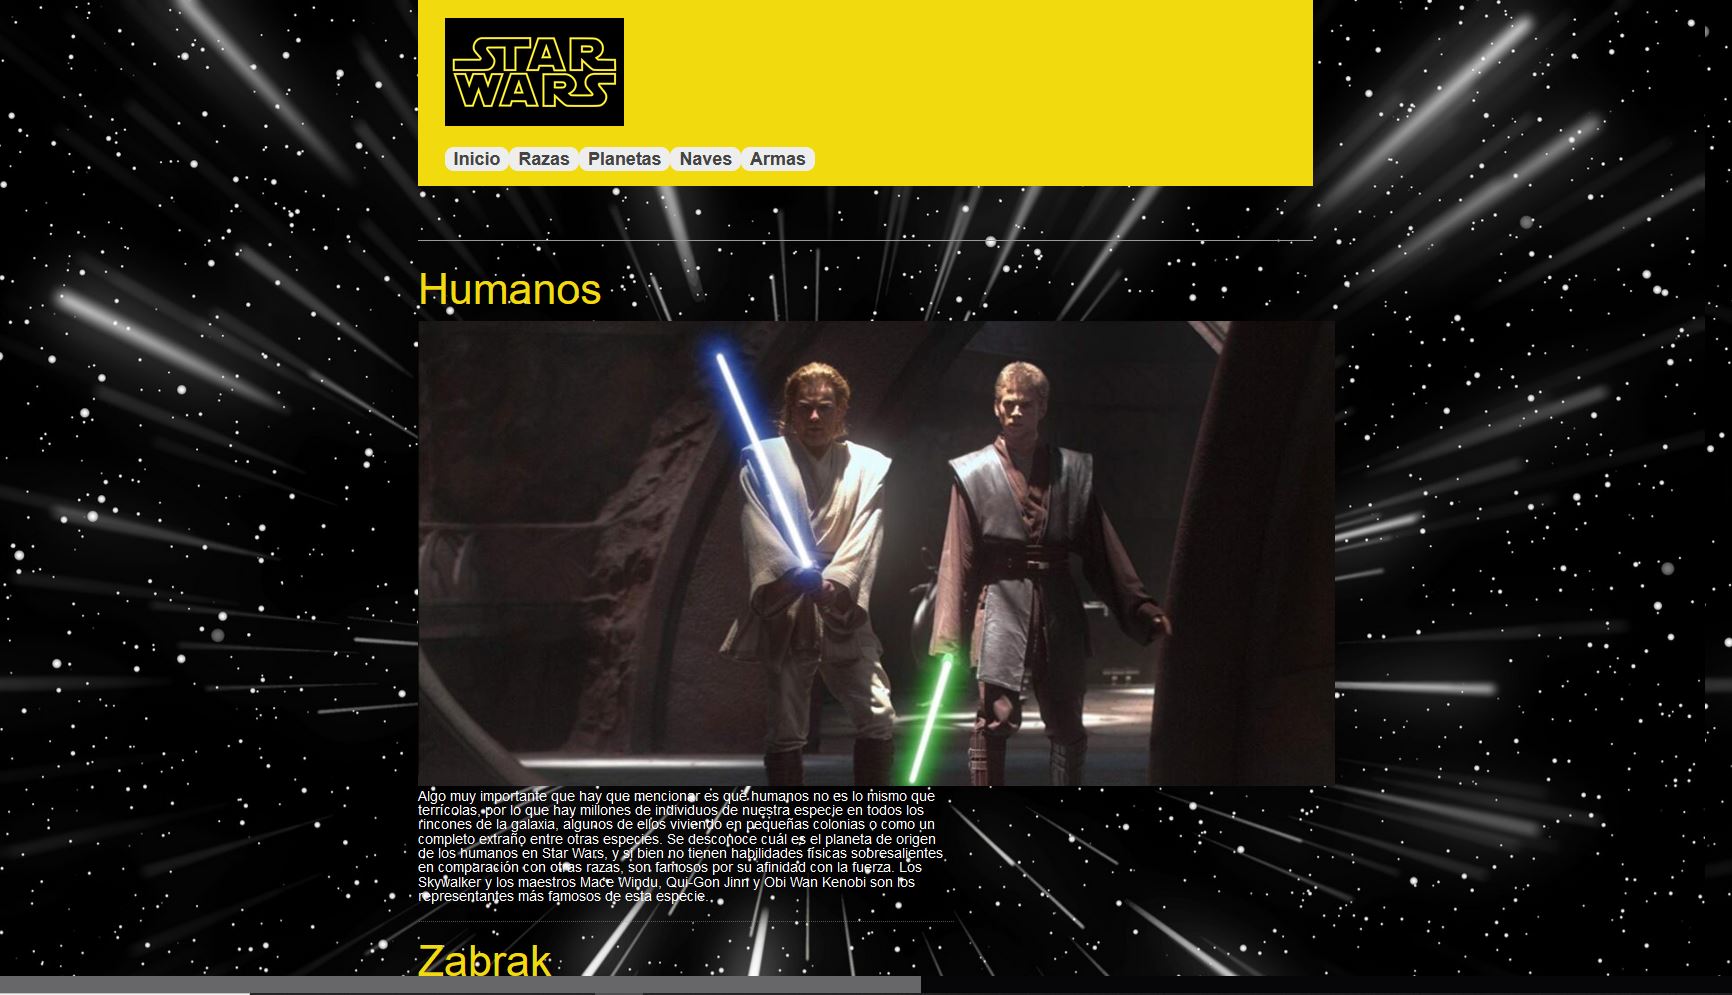 STAR
WARS
Inicio Razas Planetas Naves Armas
Humanos
Algo muy importante que hay que mencionar es que humanos no es lo mismo que
terrícolas, por lo que hay millones de individuos de nuestra especie en todos los
rincones de la galaxia, algunos de ellos viviendo en pequeñas colonias o como un
completo extraño entre otras especies. Se desconoce cuál es el planeta de origen
de los humanos en Star Wars, y si bien no tienen habilidades físicas sobresalientes
en comparación con otras razas, son famosos por su afinidad con la fuerza. Los
Skywalker y los maestros Mace Windu, Qui-Gon Jinn y Obi Wan Kenobi son los
representantes más famosos de esta especie.
Zabrak